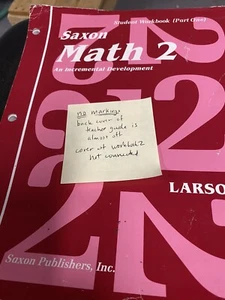 Student Workbook (Part One)
Saxon
Math 2
An Incremental Development
no markings
back cover of
teacher guide is
almost off
cover of workbook 2
not connected
LARSO
Saxon Publishers, Inc.